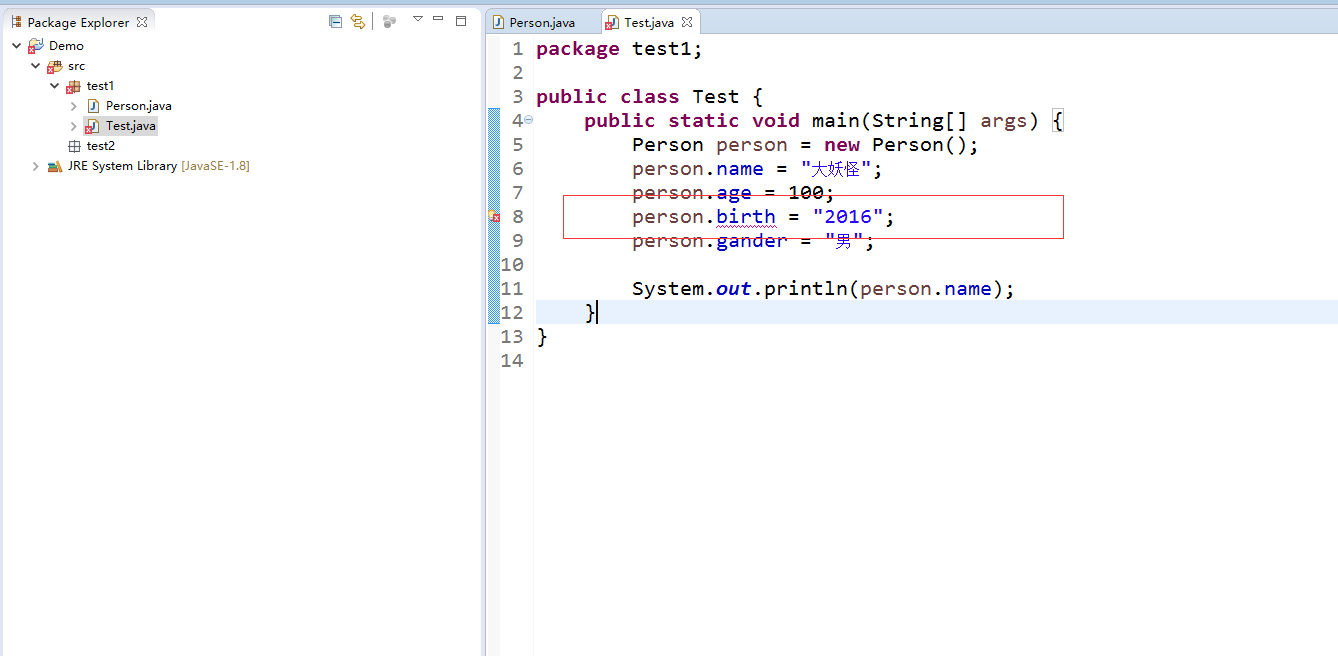 Package Explorer
Demo
src
test1
Person.java
Test.java
test2
JRE System Library [JavaSE-1.8]
Person.java
Test.java
1 package test1;
2
3 public class Test {
4 public static void main(String[] args) {
5 Person person = new Person();
6 person.name = "大妖怪";
7 person.age = 100;
8 person.birth = "2016";
9 person.gander = "男";
10
11 System.out.println(person.name);
12 }
13 }
14